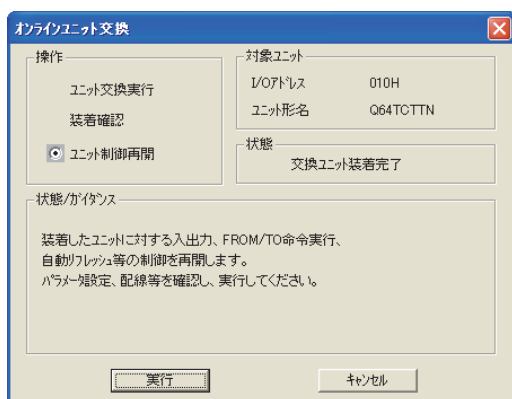 オンラインユニット交換
操作
ユニット交換実行
装着確認
ユニット制御再開
対象ユニット
I/Oアドレス 010H
ユニット形名 Q64TCTTN
状態
交換ユニット装着完了
状態/ガイダンス
装着したユニットに対する入出力、FROM/TO命令実行、
自動リフレッシュ等の制御を再開します。
パラメータ設定、配線等を確認し、実行してください。
実行 キャンセル